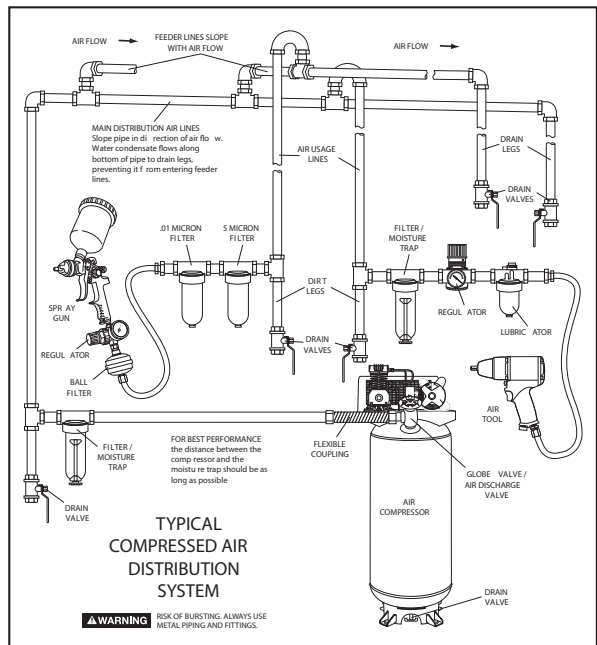 AIR FLOW
FEEDER LINES SLOPE
WITH AIR FLOW
AIR FLOW
MAIN DISTRIBUTION AIR LINES
Slope pipe in di rection of air flo w.
Water condensate flows along
bottom of pipe to drain legs,
preventing it f rom entering feeder
lines.
AIR USAGE
LINES
DRAIN
LEGS
DRAIN
VALVES
.01 MICRON
FILTER
5 MICRON
FILTER
FILTER /
MOISTURE
TRAP
SPR AY
GUN
REGUL ATOR
BALL
FILTER
DIR T
LEGS
DRAIN
VALVES
REGUL ATOR
LUBRIC ATOR
AIR
TOOL
FILTER /
MOISTURE
TRAP
FOR BEST PERFORMANCE
the distance between the
comp ressor and the
moistu re trap should be as
long as possible
FLEXIBLE
COUPLING
GLOBE VALVE /
AIR DISCHARGE
VALVE
DRAIN
VALVE
AIR
COMPRESSOR
TYPICAL
COMPRESSED AIR
DISTRIBUTION
SYSTEM
DRAIN
VALVE
WARNING
RISK OF BURSTING. ALWAYS USE
METAL PIPING AND FITTINGS.